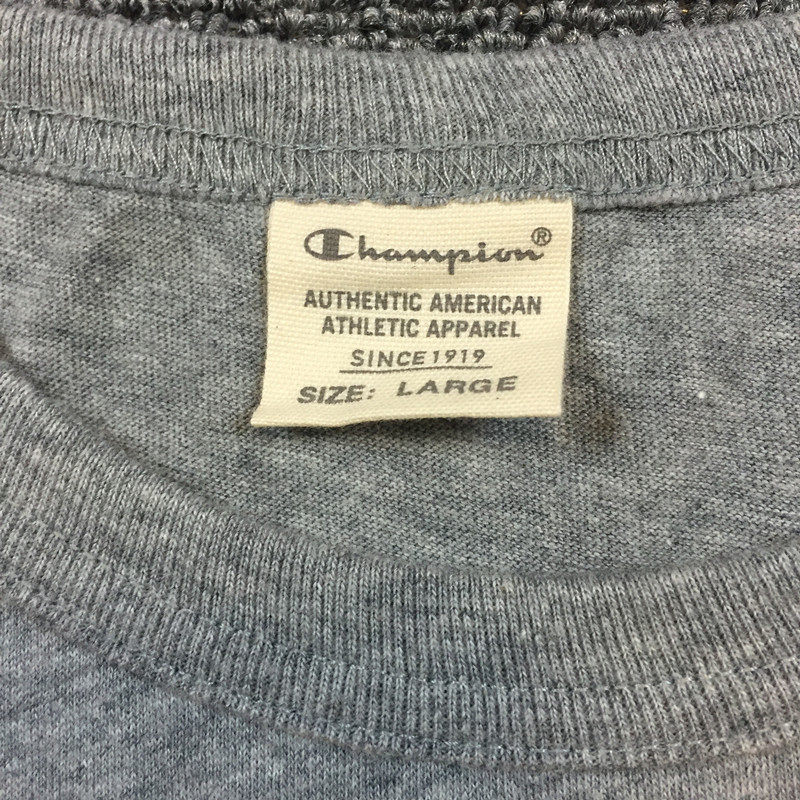 Champion®
AUTHENTIC AMERICAN
ATHLETIC APPAREL
SINCE 1919
SIZE: LARGE